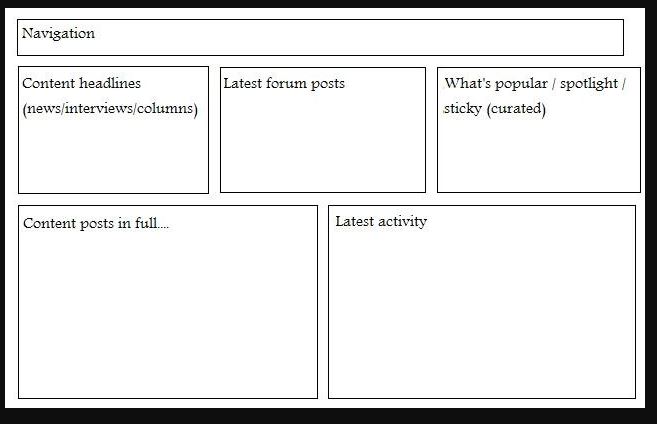 Navigation
Content headlines
(news/interviews/columns)
Latest forum posts
What's popular / spotlight /
sticky (curated)
Content posts in full....
Latest activity